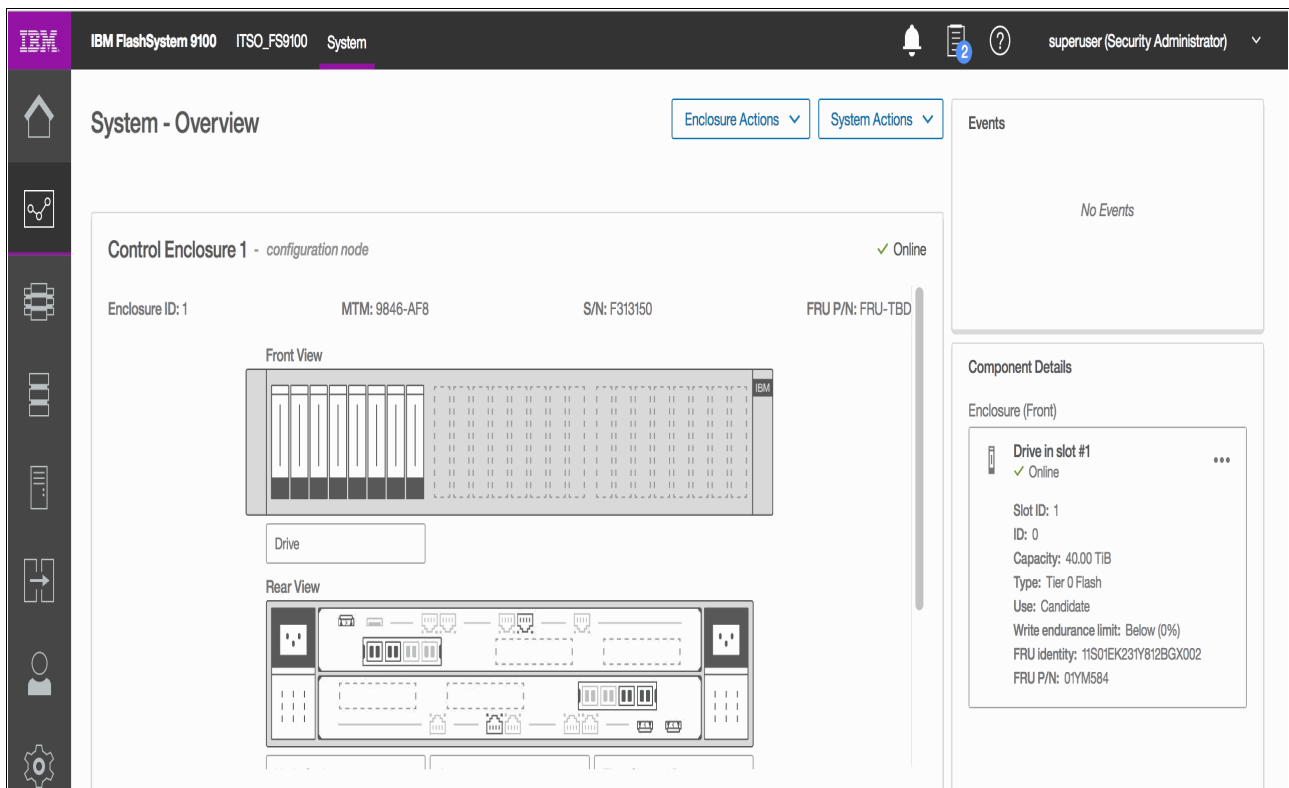 IBM
IBM FlashSystem 9100 ITSO_FS9100 System
2
?
superuser (Security Administrator)
System - Overview
Enclosure Actions
System Actions
Control Enclosure 1 - configuration node
Online
Enclosure ID: 1
MTM: 9846-AF8
S/N: F313150
FRU P/N: FRU-TBD
Front View
IBM
Drive
Rear View
Events
No Events
Component Details
Enclosure (Front)
Drive in slot #1
Online
Slot ID: 1
ID: 0
Capacity: 40.00 TiB
Type: Tier 0 Flash
Use: Candidate
Write endurance limit: Below (0%)
FRU identity: 11S01EK231Y812BGX002
FRU P/N: 01YM584